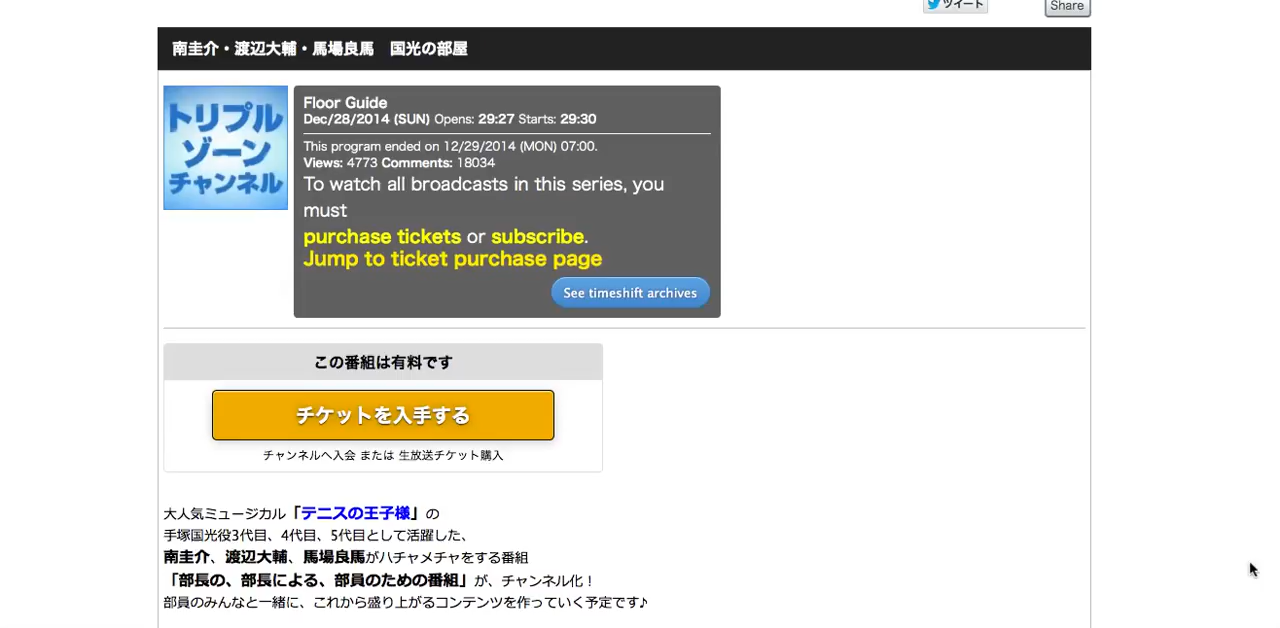 ツイート
Share
南圭介・渡辺大輔・馬場良馬　国光の部屋
トリプル
ゾーン
チャンネル
Floor Guide
Dec/28/2014 (SUN) Opens: 29:27 Starts: 29:30
This program ended on 12/29/2014 (MON) 07:00.
Views: 4773 Comments: 18034
To watch all broadcasts in this series, you
must
purchase tickets or subscribe.
Jump to ticket purchase page
See timeshift archives
この番組は有料です
チケットを入手する
チャンネルへ入会 または 生放送チケット購入
大人気ミュージカル「テニスの王子様」の
手塚国光役3代目、4代目、5代目として活躍した、
南圭介、渡辺大輔、馬場良馬がハチャメチャをする番組
「部長の、部長による、部員のための番組」が、チャンネル化！
部員のみんなと一緒に、これから盛り上がるコンテンツを作っていく予定です♪